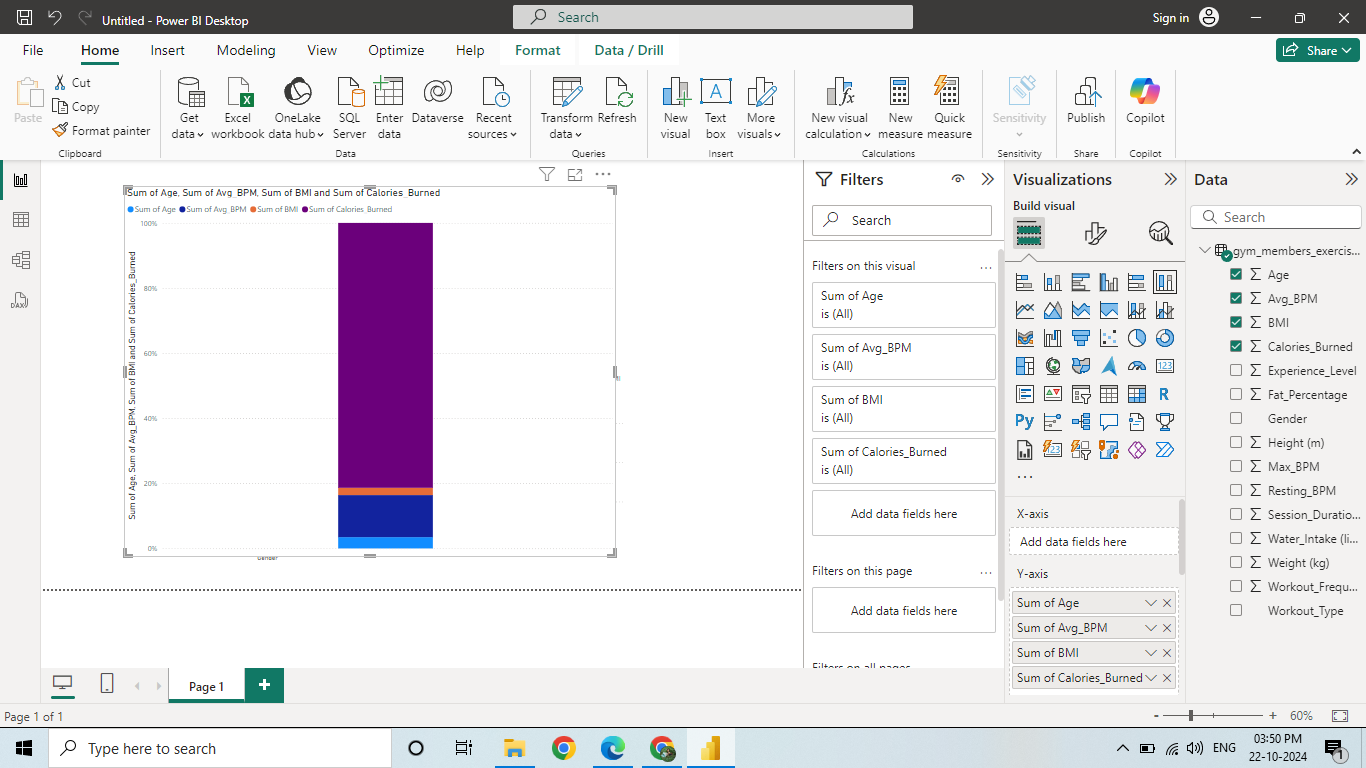 Untitled - Power BI Desktop
Search
Sign in
File
Home
Insert
Modeling
View
Optimize
Help
Format
Data / Drill
Share
Paste
Cut
Copy
Format painter
Clipboard
Get data
Excel workbook
OneLake data hub
SQL Server
Enter data
Dataverse
Recent sources
Data
Transform data
Refresh
Queries
New visual
Text box
More visuals
Insert
New visual calculation
New measure
Quick measure
Calculations
Sensitivity
Sensitivity
Publish
Share
Copilot
Copilot
Sum of Age, Sum of Avg_BPM, Sum of BMI and Sum of Calories_Burned
Sum of Age Sum of Avg_BPM Sum of BMI Sum of Calories_Burned
100%
80%
60%
40%
20%
0%
Sum of Age, Sum of Avg_BPM, Sum of BMI and Sum of Calories_Burned
Gender
Filters
Search
Filters on this visual
Sum of Age
is (All)
Sum of Avg_BPM
is (All)
Sum of BMI
is (All)
Sum of Calories_Burned
is (All)
Add data fields here
Filters on this page
Add data fields here
Filters on all pages
Visualizations
Build visual
123
R
Py
123
X-axis
Add data fields here
Y-axis
Sum of Age
Sum of Avg_BPM
Sum of BMI
Sum of Calories_Burned
Data
Search
gym_members_exercis...
Age
Avg_BPM
BMI
Calories_Burned
Experience_Level
Fat_Percentage
Gender
Height (m)
Max_BPM
Resting_BPM
Session_Duratio...
Water_Intake (li...
Weight (kg)
Workout_Frequ...
Workout_Type
DAX
Page 1
Page 1 of 1
- + 60%
Type here to search
ENG
03:50 PM
22-10-2024
1